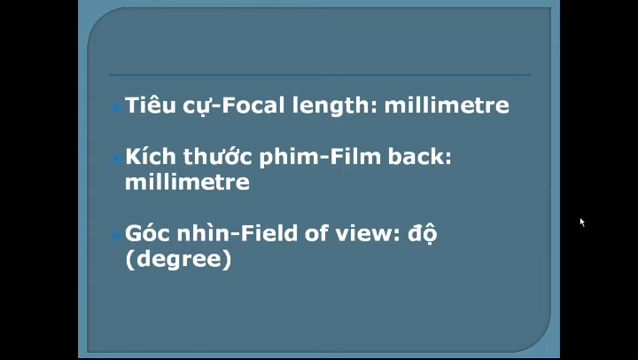 Tiêu cự-Focal length: millimetre
Kích thước phim-Film back:
millimetre
Góc nhìn-Field of view: độ
(degree)